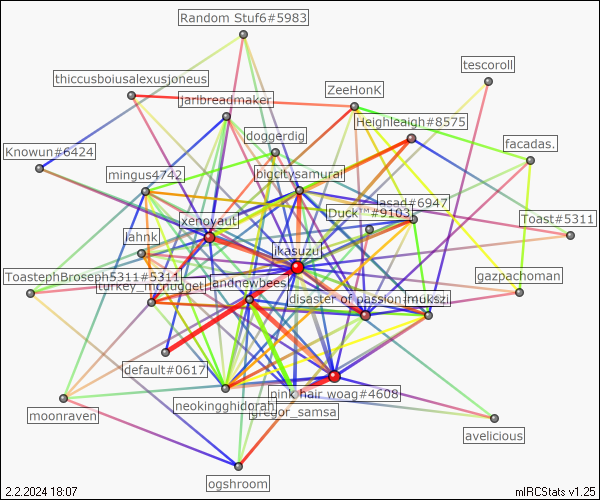 Random Stuf6#5983
tescoroll
thiccusboiusalexusjoneus
ZeeHonK
jarlbreadmaker
Heighleaigh#8575
doggerdig
facadas.
Knowun#6424
mingus4742
bigcitysamurai
asad#6947
Duck™#9103
xenoyaut
Toast#5311
lahnk
ikasuzu
ToastephBroseph5311#5311
gazpachoman
turkey_mcnugget
andnewbees
disaster of passion
imukszi
default#0617
pink hair woag#4608
neokingghidorah
gregor_samsa
moonraven
avelicious
ogshroom
2.2.2024 18:07
mIRCStats v1.25